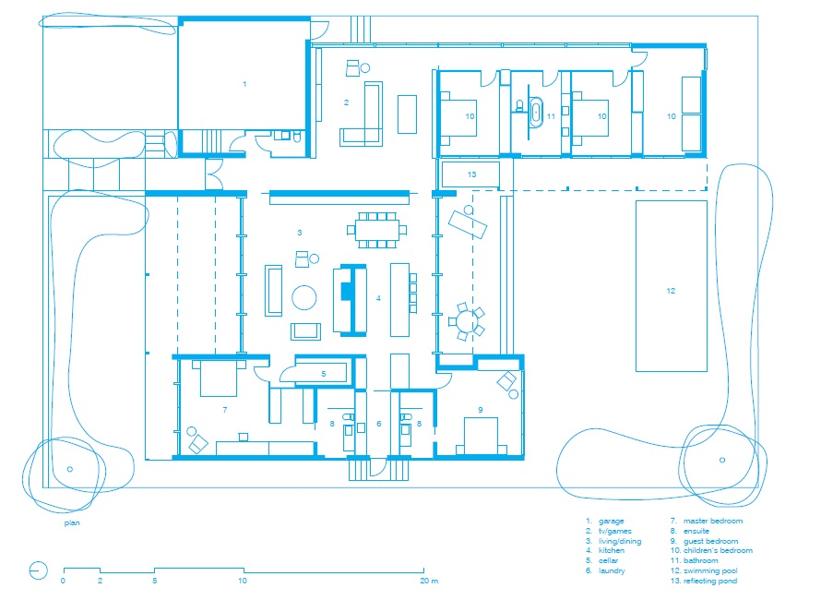 1
2
10
11
10
10
13
3
4
12
5
7
8
6
8
9
plan
1. garage
2. tv/games
3. living/dining
4. kitchen
5. cellar
6. laundry
7. master bedroom
8. ensuite
9. guest bedroom
10. children's bedroom
11. bathroom
12. swimming pool
13. reflecting pond
0 2 5 10 20 m